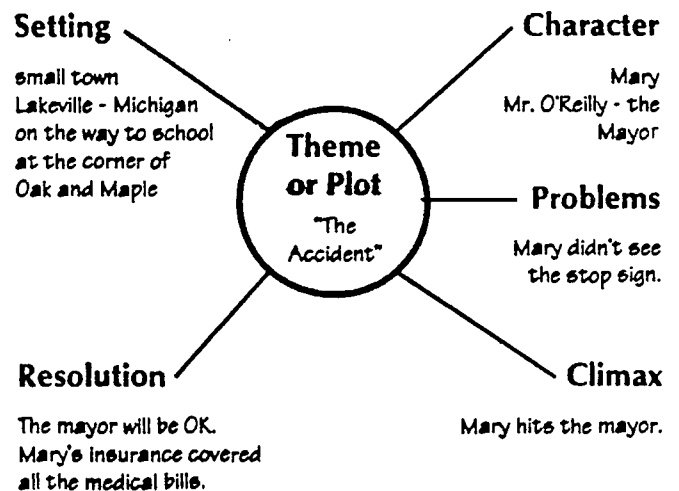 Setting
small town
Lakeville - Michigan
on the way to school
at the corner of
Oak and Maple
Character
Mary
Mr. O'Reilly - the
Mayor
Theme
or Plot
"The
Accident"
Problems
Mary didn't see
the stop sign.
Resolution
The mayor will be OK.
Mary's insurance covered
all the medical bills.
Climax
Mary hits the mayor.